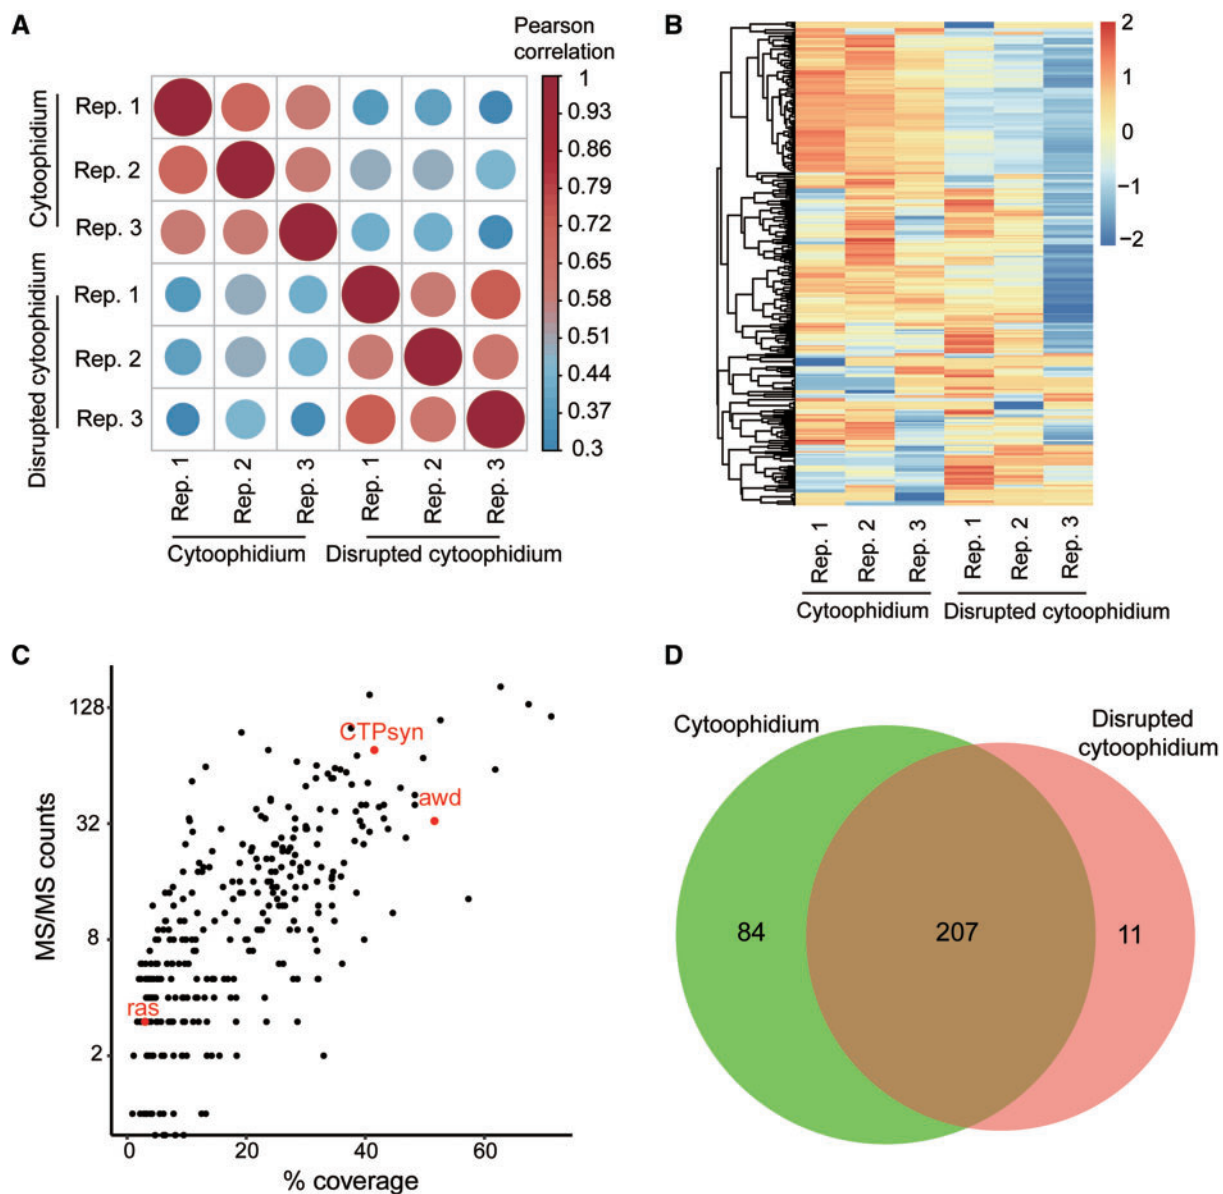 A
Pearson
correlation
Cytoophidium
Disrupted cytoophidium
Rep. 1
Rep. 2
Rep. 3
Rep. 1
Rep. 2
Rep. 3
1
0.93
0.86
0.79
0.72
0.65
0.58
0.51
0.44
0.37
0.3
Rep. 1
Rep. 2
Rep. 3
Rep. 1
Rep. 2
Rep. 3
Cytoophidium
Disrupted cytoophidium
B
2
1
0
−1
−2
Rep. 1
Rep. 2
Rep. 3
Rep. 1
Rep. 2
Rep. 3
Cytoophidium
Disrupted cytoophidium
C
MS/MS counts
128
32
8
2
CTPsyn
awd
ras
0
20
40
60
% coverage
D
Cytoophidium
Disrupted
cytoophidium
84
207
11